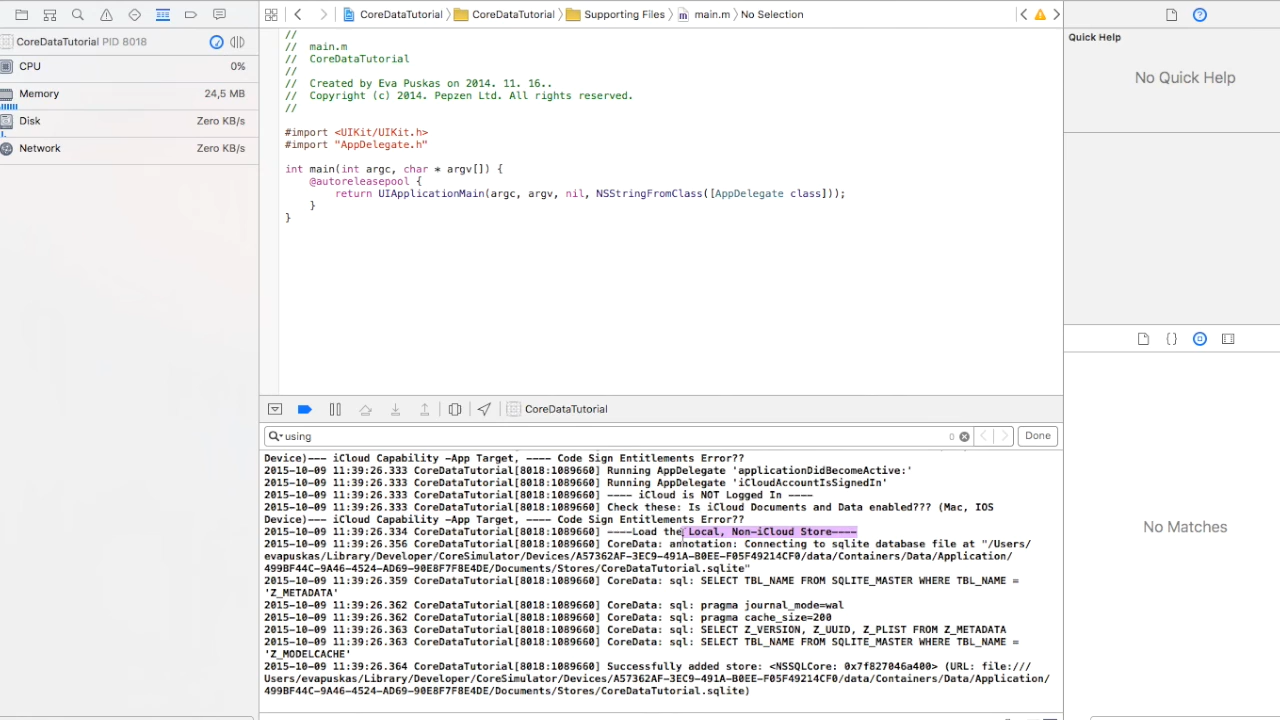 CoreDataTutorial 〉 CoreDataTutorial 〉 Supporting Files 〉 main.m 〉 No Selection
CoreDataTutorial PID 8018
CPU 0%
Memory 24,5 MB
Disk Zero KB/s
Network Zero KB/s
//
// main.m
// CoreDataTutorial
//
// Created by Eva Puskas on 2014. 11. 16..
// Copyright (c) 2014. Pepzen Ltd. All rights reserved.
//
#import <UIKit/UIKit.h>
#import "AppDelegate.h"
int main(int argc, char * argv[]) {
@autoreleasepool {
return UIApplicationMain(argc, argv, nil, NSStringFromClass([AppDelegate class]));
}
}
Quick Help
No Quick Help
CoreDataTutorial
using 0 Done
Device)--- iCloud Capability -App Target, ---- Code Sign Entitlements Error??
2015-10-09 11:39:26.333 CoreDataTutorial[8018:1089660] Running AppDelegate 'applicationDidBecomeActive:'
2015-10-09 11:39:26.333 CoreDataTutorial[8018:1089660] Running AppDelegate 'iCloudAccountIsSignedIn'
2015-10-09 11:39:26.333 CoreDataTutorial[8018:1089660] ---- iCloud is NOT Logged In ----
2015-10-09 11:39:26.333 CoreDataTutorial[8018:1089660] Check these: Is iCloud Documents and Data enabled??? (Mac, IOS
Device)--- iCloud Capability -App Target, ---- Code Sign Entitlements Error??
2015-10-09 11:39:26.334 CoreDataTutorial[8018:1089660] ----Load the Local, Non-iCloud Store----
2015-10-09 11:39:26.356 CoreDataTutorial[8018:1089660] CoreData: annotation: Connecting to sqlite database file at "/Users/
evapuskas/Library/Developer/CoreSimulator/Devices/A57362AF-3EC9-491A-B0EE-F05F49214CF0/data/Containers/Data/Application/
499BF44C-9A46-4524-AD69-90E8F7F8E4DE/Documents/Stores/CoreDataTutorial.sqlite"
2015-10-09 11:39:26.359 CoreDataTutorial[8018:1089660] CoreData: sql: SELECT TBL_NAME FROM SQLITE_MASTER WHERE TBL_NAME =
'Z_METADATA'
2015-10-09 11:39:26.362 CoreDataTutorial[8018:1089660] CoreData: sql: pragma journal_mode=wal
2015-10-09 11:39:26.362 CoreDataTutorial[8018:1089660] CoreData: sql: pragma cache_size=200
2015-10-09 11:39:26.363 CoreDataTutorial[8018:1089660] CoreData: sql: SELECT Z_VERSION, Z_UUID, Z_PLIST FROM Z_METADATA
2015-10-09 11:39:26.363 CoreDataTutorial[8018:1089660] CoreData: sql: SELECT TBL_NAME FROM SQLITE_MASTER WHERE TBL_NAME =
'Z_MODELCACHE'
2015-10-09 11:39:26.364 CoreDataTutorial[8018:1089660] Successfully added store: <NSSQLCore: 0x7f827046a400> (URL: file:///
Users/evapuskas/Library/Developer/CoreSimulator/Devices/A57362AF-3EC9-491A-B0EE-F05F49214CF0/data/Containers/Data/Application/
499BF44C-9A46-4524-AD69-90E8F7F8E4DE/Documents/Stores/CoreDataTutorial.sqlite)
No Matches